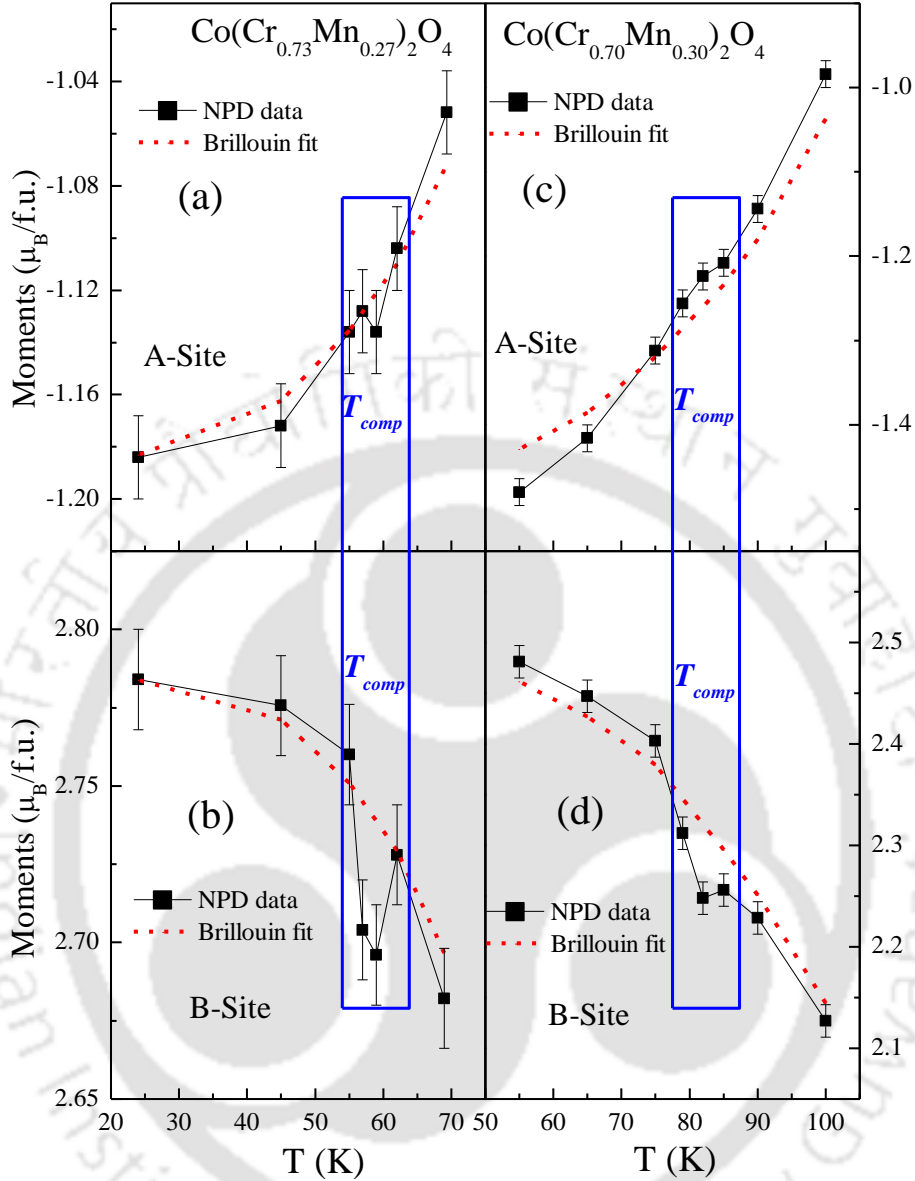 Co(Cr0.73Mn0.27)2O4
Co(Cr0.70Mn0.30)2O4
NPD data
Brillouin fit
NPD data
Brillouin fit
(a)
(c)
A-Site
A-Site
Tcomp
Tcomp
-1.04
-1.08
-1.12
-1.16
-1.20
-1.0
-1.2
-1.4
Moments (μB/f.u.)
Tcomp
Tcomp
(b)
(d)
NPD data
Brillouin fit
NPD data
Brillouin fit
B-Site
B-Site
2.80
2.75
2.70
2.65
2.5
2.4
2.3
2.2
2.1
Moments (μB/f.u.)
20 30 40 50 60 70
50 60 70 80 90 100
T (K)
T (K)